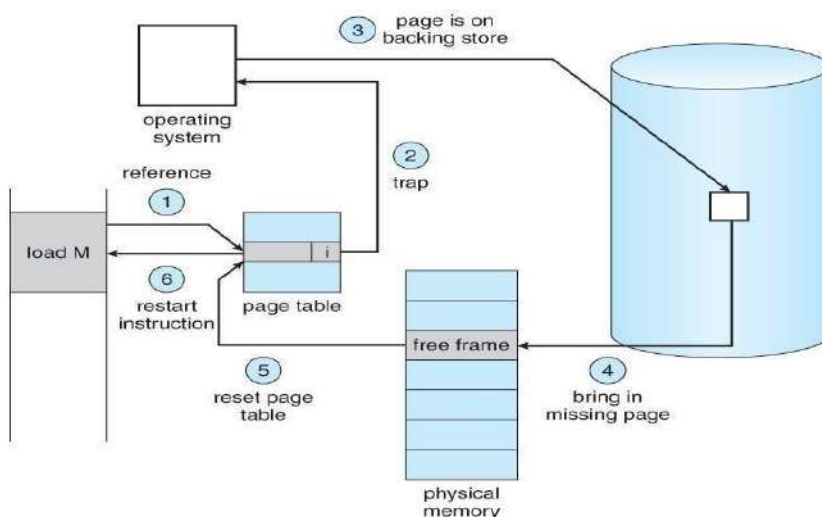 3
page is on
backing store
operating
system
2
trap
reference
1
load M
i
6
restart
instruction
page table
5
reset page
table
free frame
4
bring in
missing page
physical
memory